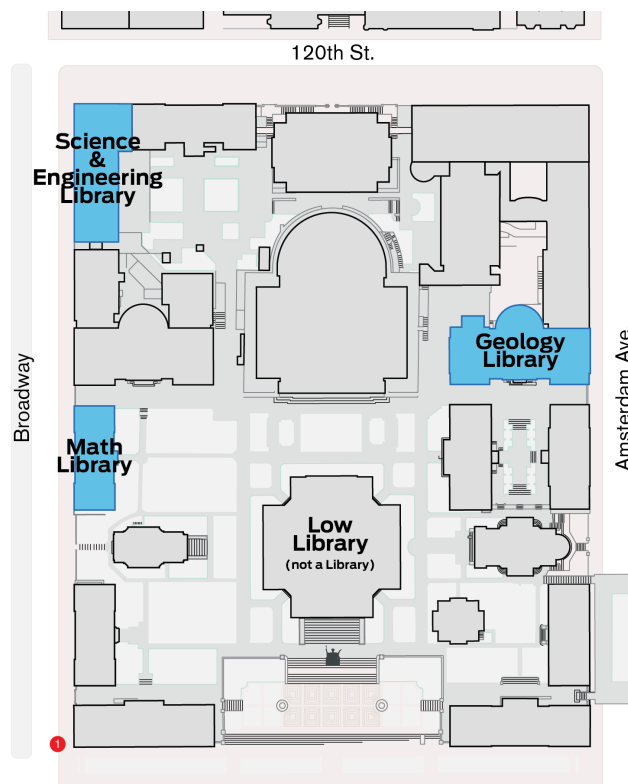 120th St.
Science
&
Engineering
Library
Geology
Library
Broadway
Amsterdam Ave
Math
Library
Low
Library
(not a Library)
1